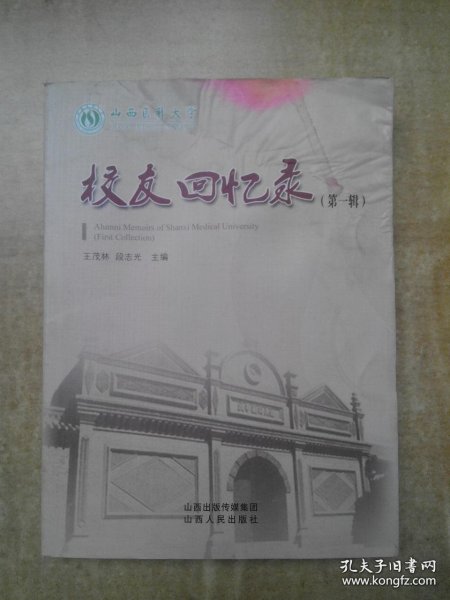 山西医科大学
校友回忆录
(第一辑)
Alumni Memoirs of Shanxi Medical University
(First Collection)
王茂林 段志光 主编
山西出版传媒集团
山西人民出版社
孔夫子旧书网
www.kongfz.com